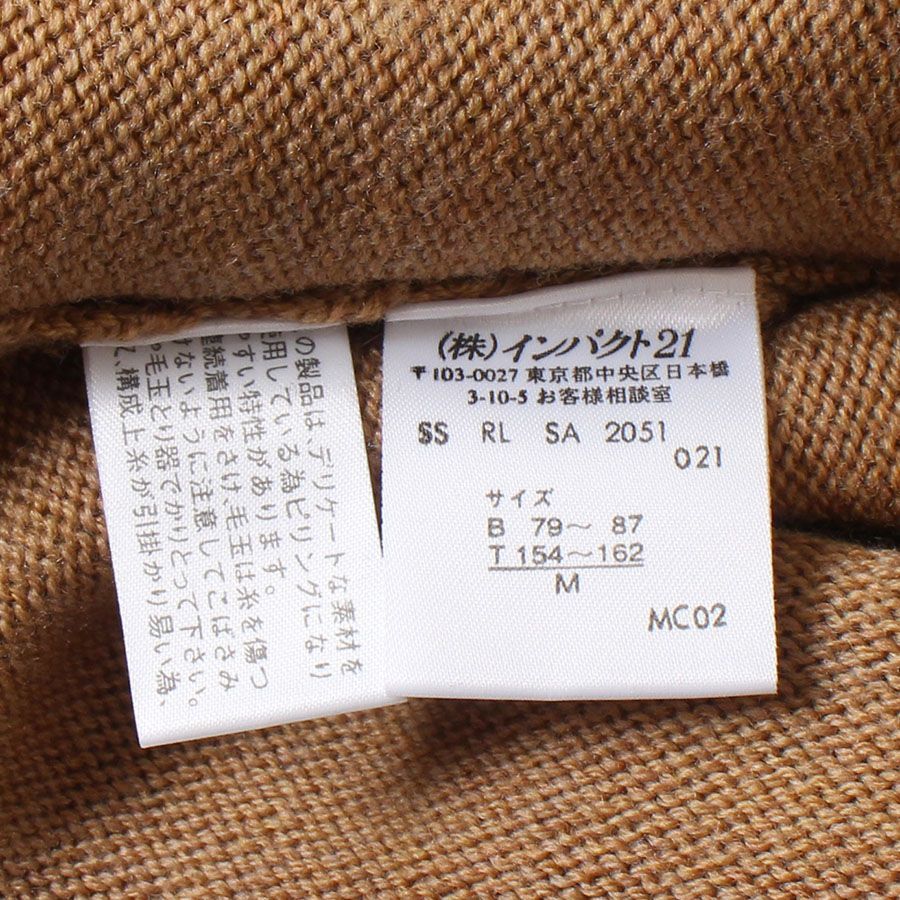 の製品は、デリケートな素材を
使用している為ピリングになり
やすい特性があります。
連続着用をさけ、毛玉は糸を傷つ
けないように注意してこばさみ
や毛玉とり器でかりとって下さい。
構成上糸が引掛かり易い為、
(株)インパクト21
〒103-0027 東京都中央区日本橋
3-10-5 お客様相談室
SS RL SA 2051
021
サイズ
B 79～ 87
T 154～162
M
MC02